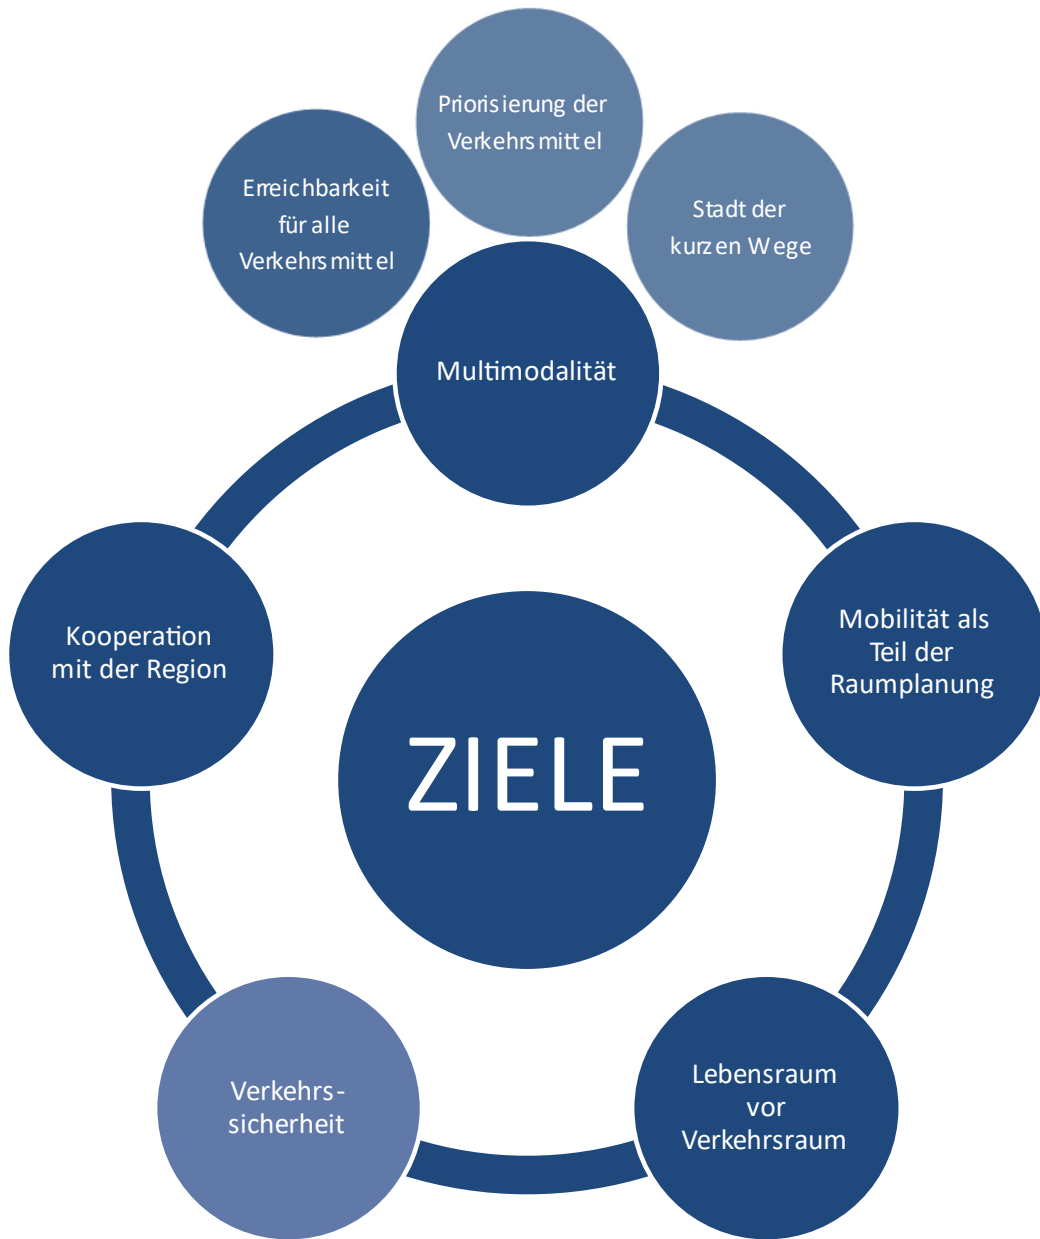 Priorisierung der
Verkehrsmittel
Erreichbarkeit
für alle
Verkehrsmittel
Stadt der
kurzen Wege
Multimodalität
Kooperation
mit der Region
Mobilität als
Teil der
Raumplanung
ZIELE
Verkehrs-
sicherheit
Lebensraum
vor
Verkehrsraum